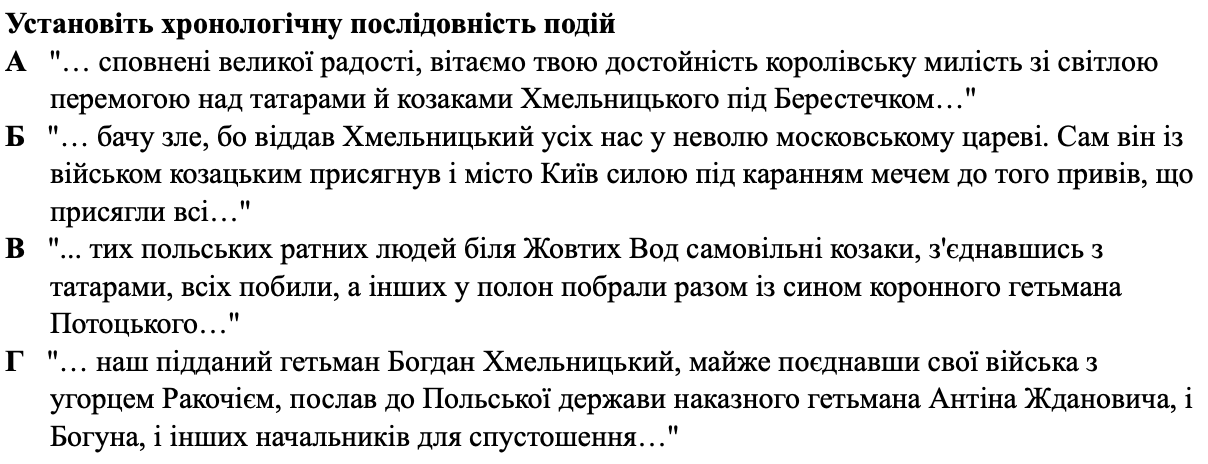 Установіть хронологічну послідовність подій
А "… сповнені великої радості, вітаємо твою достойність королівську милість зі світлою
перемогою над татарами й козаками Хмельницького під Берестечком…"
Б "… бачу зле, бо віддав Хмельницький усіх нас у неволю московському цареві. Сам він із
військом козацьким присягнув і місто Київ силою під каранням мечем до того привів, що
присягли всі…"
В "... тих польських ратних людей біля Жовтих Вод самовільні козаки, з'єднавшись з
татарами, всіх побили, а інших у полон побрали разом із сином коронного гетьмана
Потоцького…"
Г "… наш підданий гетьман Богдан Хмельницький, майже поєднавши свої війська з
угорцем Ракочієм, послав до Польської держави наказного гетьмана Антіна Ждановича, і
Богуна, і інших начальників для спустошення…"